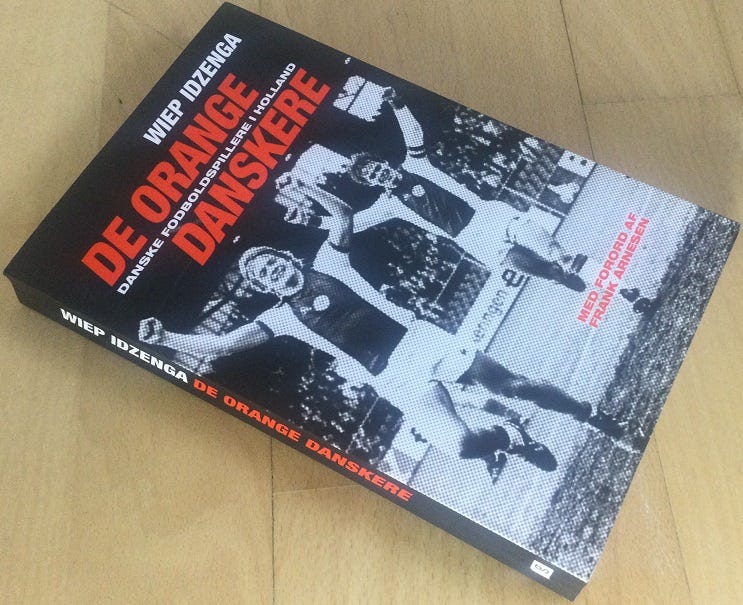 WIEP IDZENGA
DE ORANGE
DANSKE FODBOLDSPILLERE I HOLLAND
DANSKERE
MED FORORD AF
FRANK ARNESEN
WIEP IDZENGA DE ORANGE DANSKERE